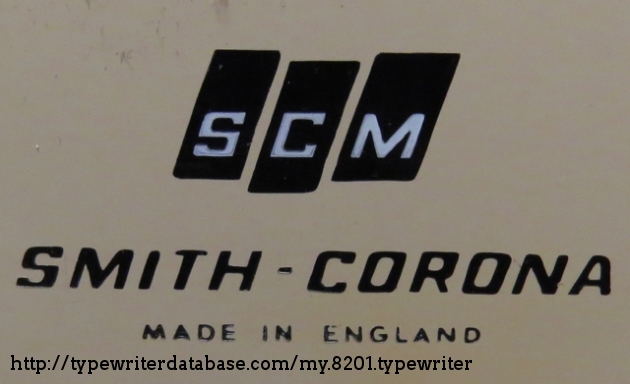 SCM
SMITH-CORONA
MADE IN ENGLAND
http://typewriterdatabase.com/my.8201.typewriter